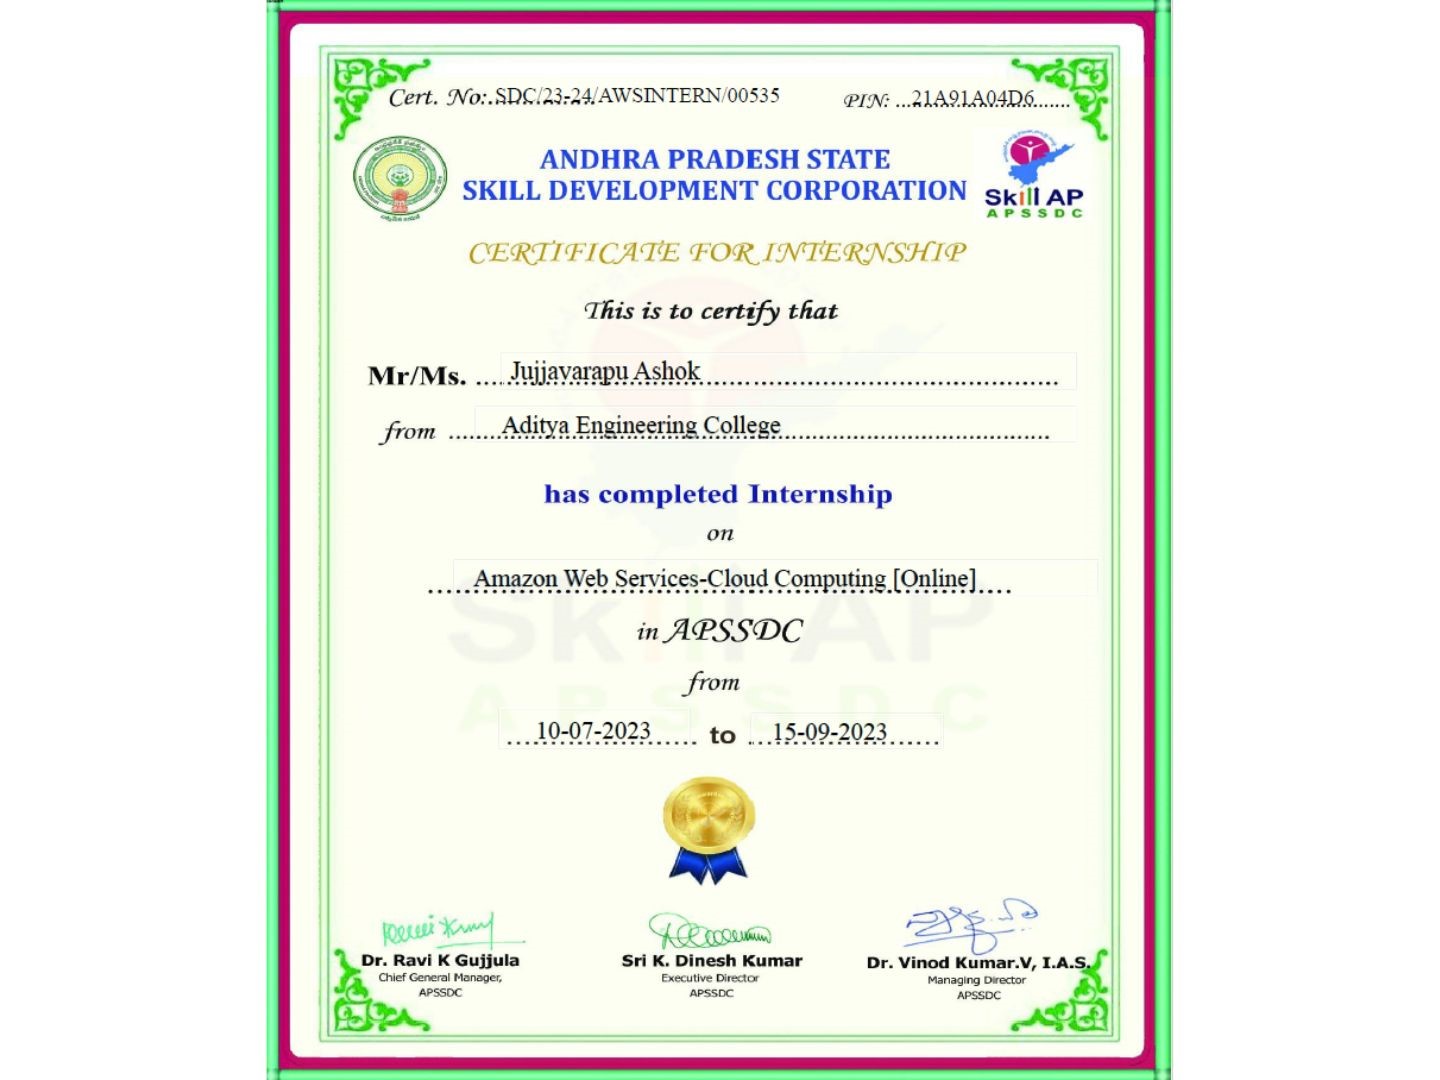 Cert. No: SDC/23-24/AWSINTERN/00535
PIN: 21A91A04D6
ANDHRA PRADESH STATE
SKILL DEVELOPMENT CORPORATION
Skill AP
APSSDC
CERTIFICATE FOR INTERNSHIP
This is to certify that
Mr/Ms. Jujjavarapu Ashok
from Aditya Engineering College
has completed Internship
on
Amazon Web Services-Cloud Computing [Online]
in APSSDC
from
10-07-2023 to 15-09-2023
Skill AP
APSSDC
Dr. Ravi K Gujjula
Chief General Manager,
APSSDC
Sri K. Dinesh Kumar
Executive Director
APSSDC
Dr. Vinod Kumar.V, I.A.S.
Managing Director
APSSDC